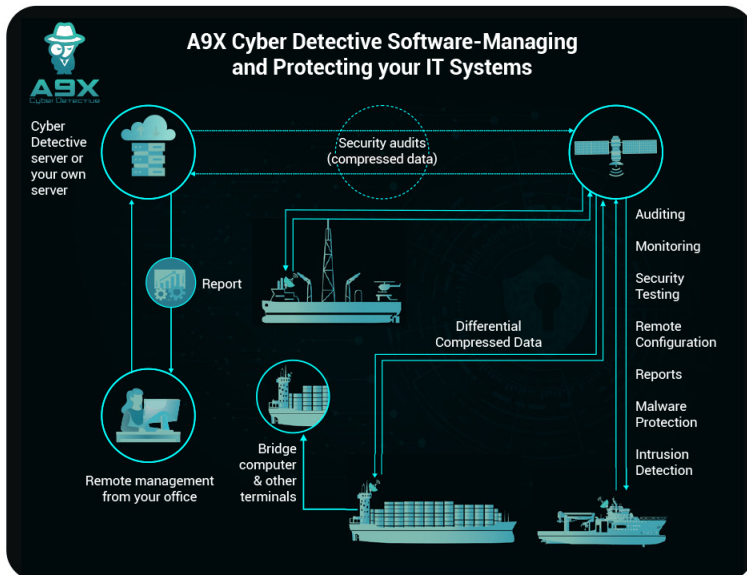 A9X Cyber Detective Software-Managing
and Protecting your IT Systems
A9X
Cyber Detective
Cyber
Detective
server or
your own
server
Security audits
(compressed data)
Auditing
Monitoring
Security
Testing
Remote
Configuration
Reports
Malware
Protection
Intrusion
Detection
Report
Differential
Compressed Data
Bridge
computer
& other
terminals
Remote management
from your office